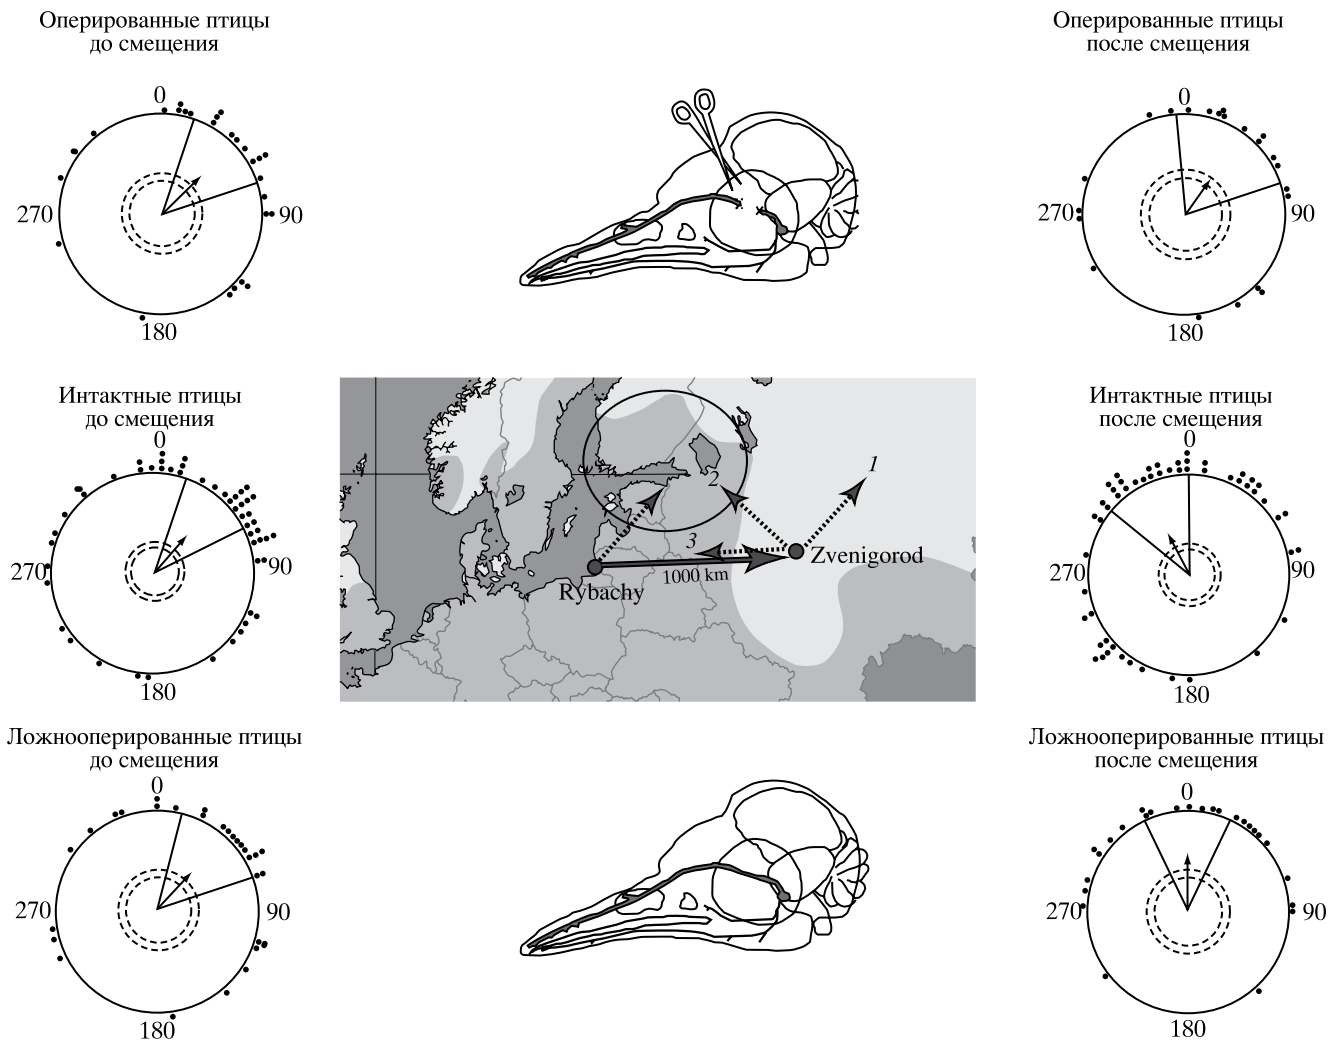 Оперированные птицы
до смещения
0
270
90
180
Оперированные птицы
после смещения
0
270
90
180
Интактные птицы
до смещения
0
270
90
180
1
2
3
Zvenigorod
1000 km
Rybachy
Интактные птицы
после смещения
0
270
90
180
Ложнооперированные птицы
до смещения
0
270
90
180
Ложнооперированные птицы
после смещения
0
270
90
180